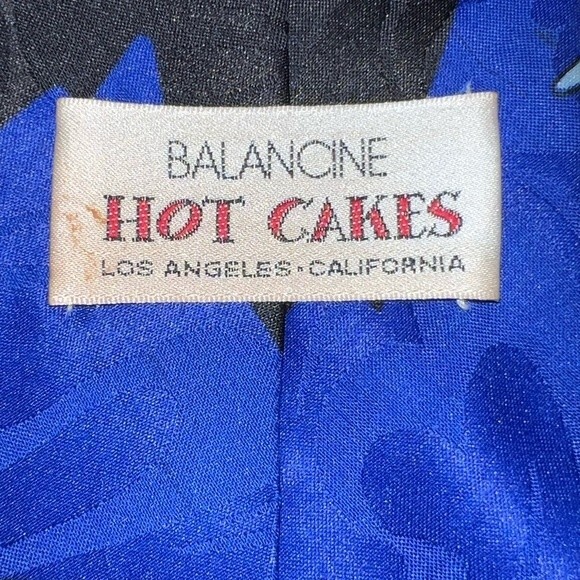 BALANCINE
HOT CAKES
LOS ANGELES · CALIFORNIA